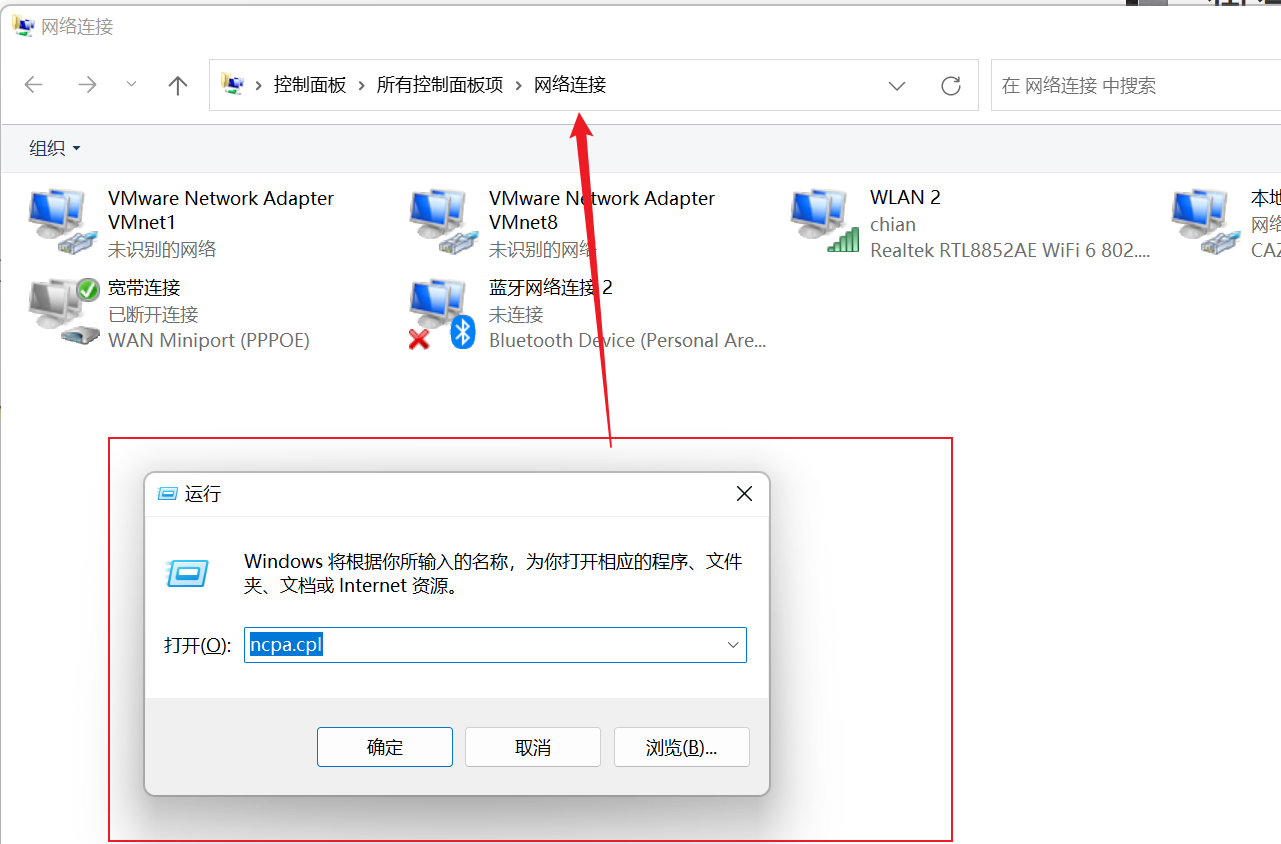 网络连接
控制面板 › 所有控制面板项 › 网络连接
在 网络连接 中搜索
组织
VMware Network Adapter
VMnet1
未识别的网络
VMware Network Adapter
VMnet8
未识别的网络
WLAN 2
chian
Realtek RTL8852AE WiFi 6 802....
本地
网络
CAZ
宽带连接
已断开连接
WAN Miniport (PPPOE)
蓝牙网络连接 2
未连接
Bluetooth Device (Personal Are...
运行
Windows 将根据你所输入的名称，为你打开相应的程序、文件
夹、文档或 Internet 资源。
打开(O):
ncpa.cpl
确定
取消
浏览(B)...